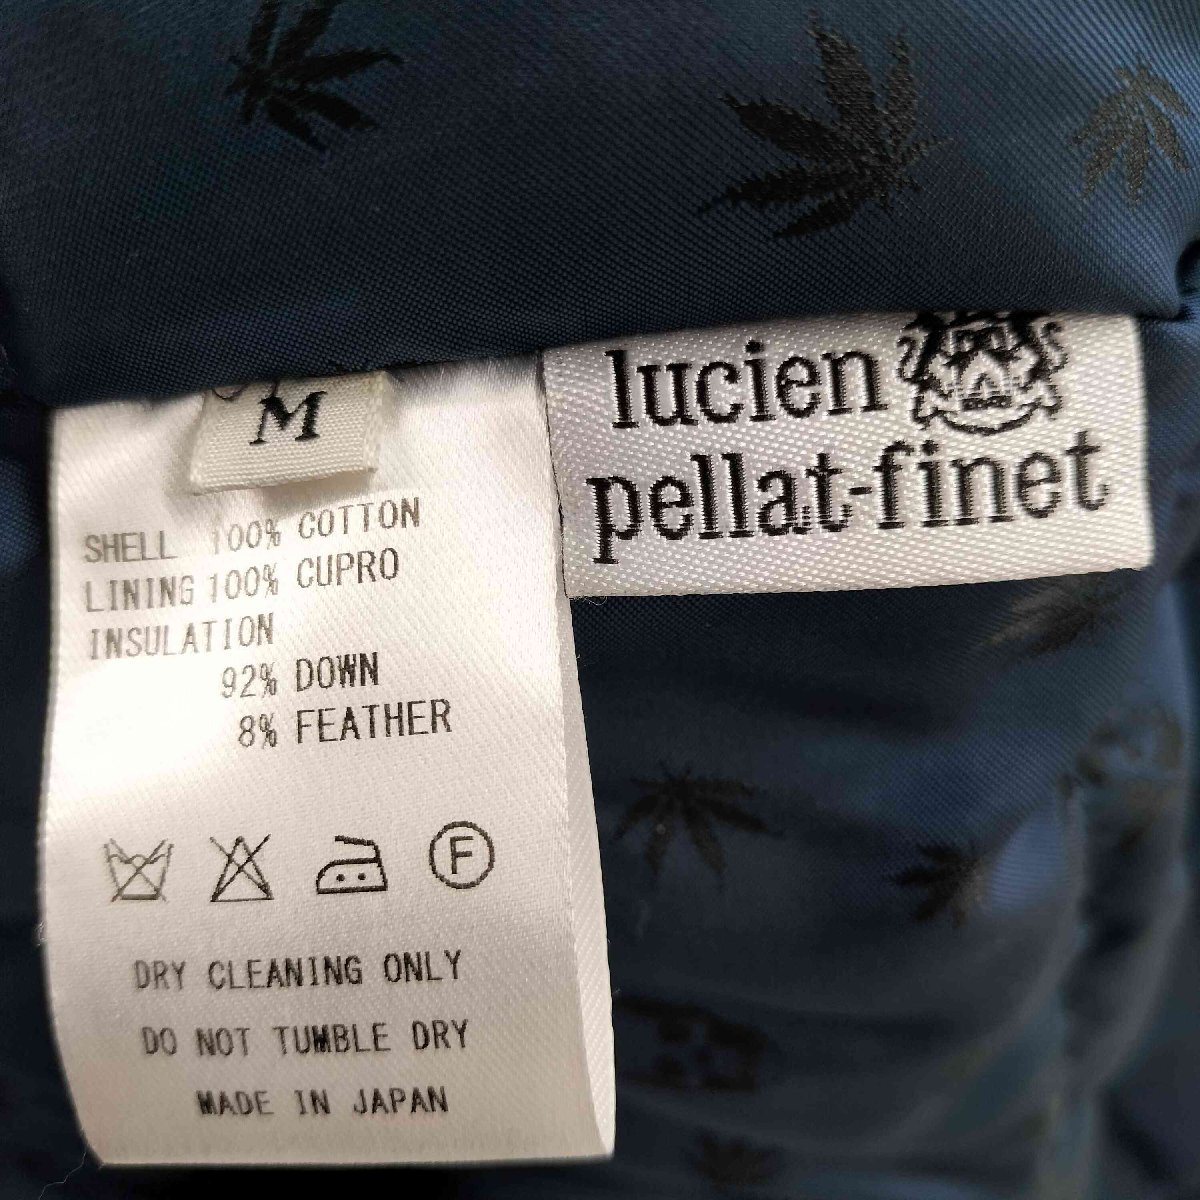 M
lucien
pellat-finet
SHELL 100% COTTON
LINING 100% CUPRO
INSULATION
92% DOWN
8% FEATHER
F
DRY CLEANING ONLY
DO NOT TUMBLE DRY
MADE IN JAPAN